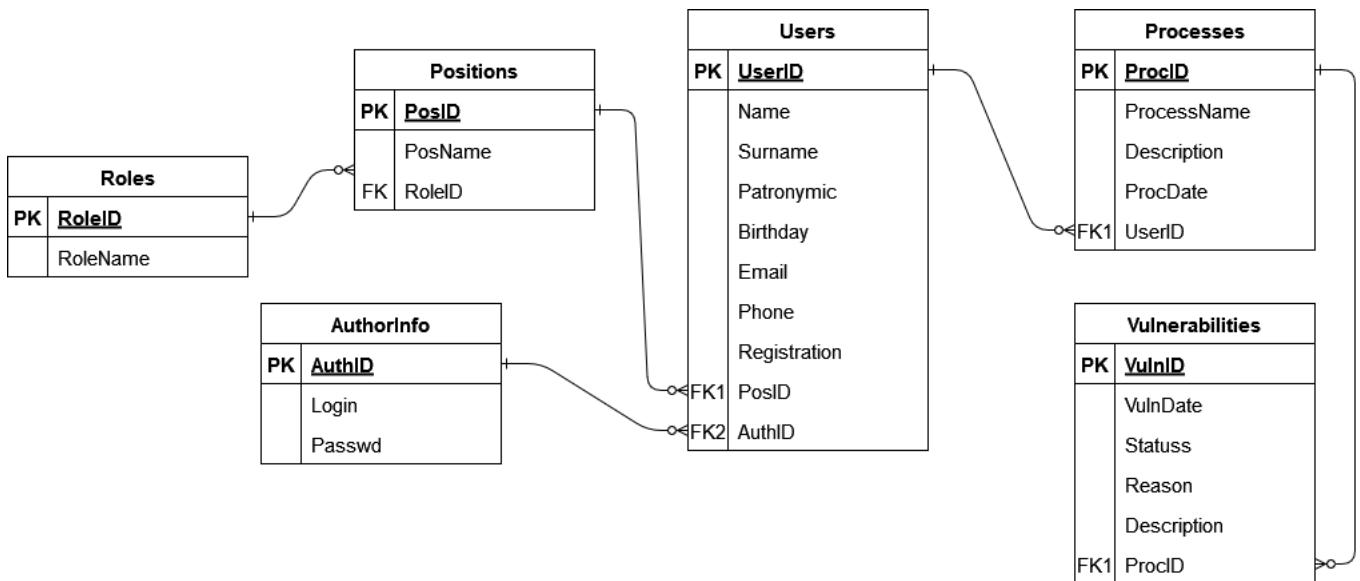 Roles
PK RoleID
RoleName
Positions
PK PosID
PosName
FK RoleID
AuthorInfo
PK AuthID
Login
Passwd
Users
PK UserID
Name
Surname
Patronymic
Birthday
Email
Phone
Registration
FK1 PosID
FK2 AuthID
Processes
PK ProcID
ProcessName
Description
ProcDate
FK1 UserID
Vulnerabilities
PK VulnID
VulnDate
Statuss
Reason
Description
FK1 ProcID